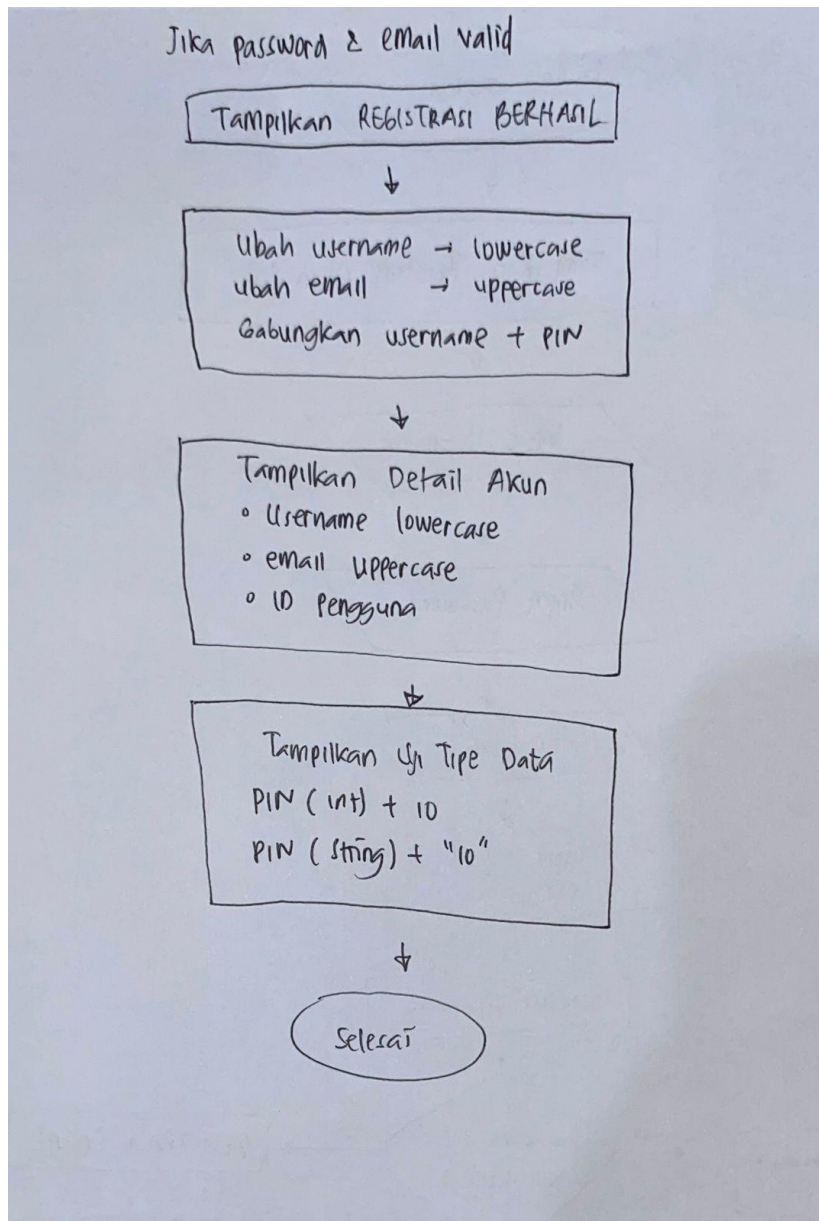 Jika password & email valid
Tampilkan REGISTRASI BERHASIL
Ubah username → lowercase
ubah email → uppercase
Gabungkan username + PIN
Tampilkan Detail Akun
• Username lowercase
• email uppercase
• ID Pengguna
Tampilkan Uji Tipe Data
PIN (int) + 10
PIN (string) + "10"
Selesai